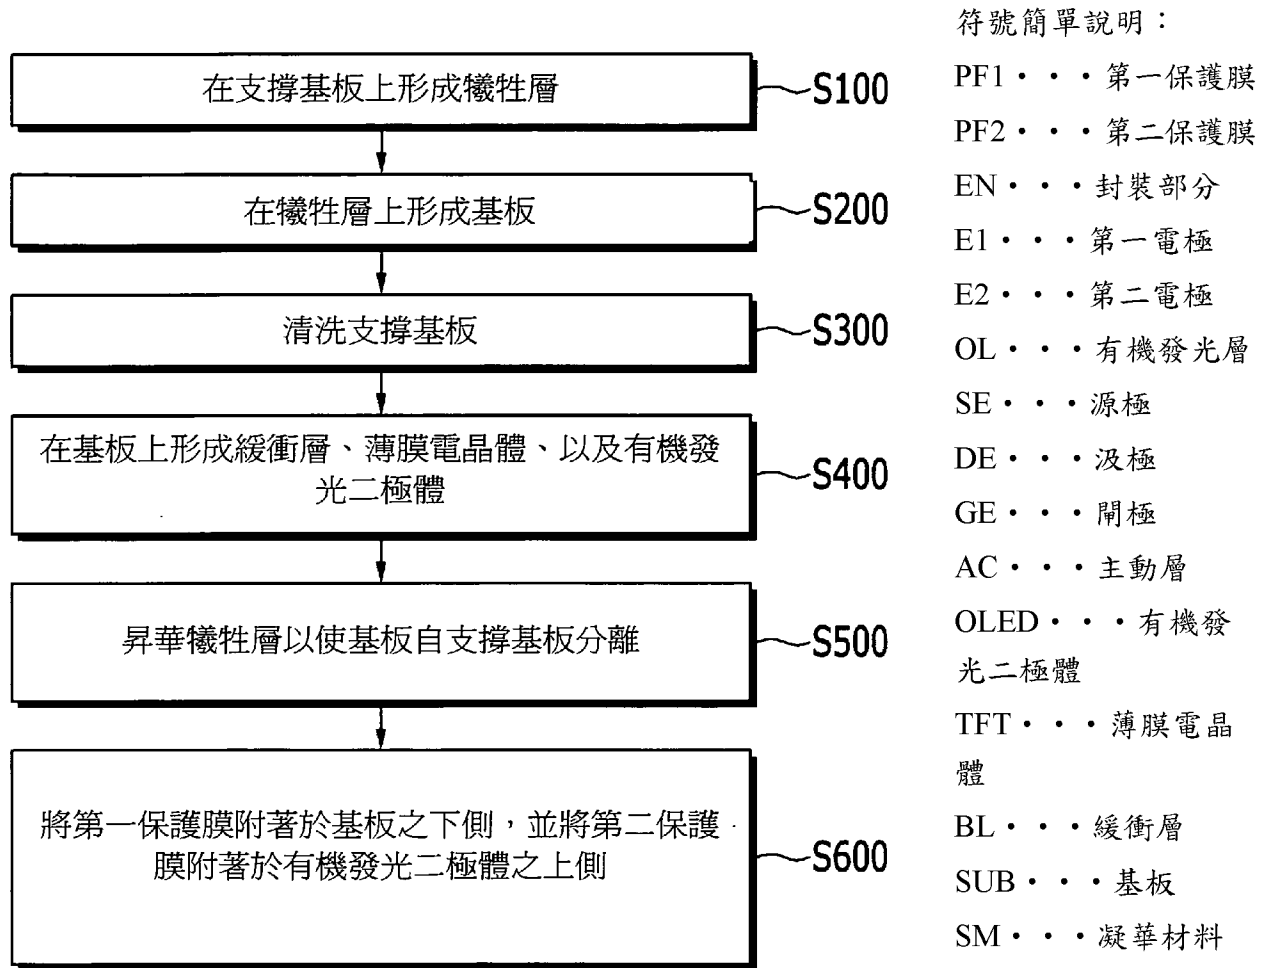 在支撐基板上形成犧牲層
S100
在犧牲層上形成基板
S200
清洗支撐基板
S300
在基板上形成緩衝層、薄膜電晶體、以及有機發
光二極體
S400
昇華犧牲層以使基板自支撐基板分離
S500
將第一保護膜附著於基板之下側，並將第二保護
膜附著於有機發光二極體之上側
S600
符號簡單說明：
PF1・・・第一保護膜
PF2・・・第二保護膜
EN・・・封裝部分
E1・・・第一電極
E2・・・第二電極
OL・・・有機發光層
SE・・・源極
DE・・・汲極
GE・・・閘極
AC・・・主動層
OLED・・・有機發
光二極體
TFT・・・薄膜電晶
體
BL・・・緩衝層
SUB・・・基板
SM・・・凝華材料